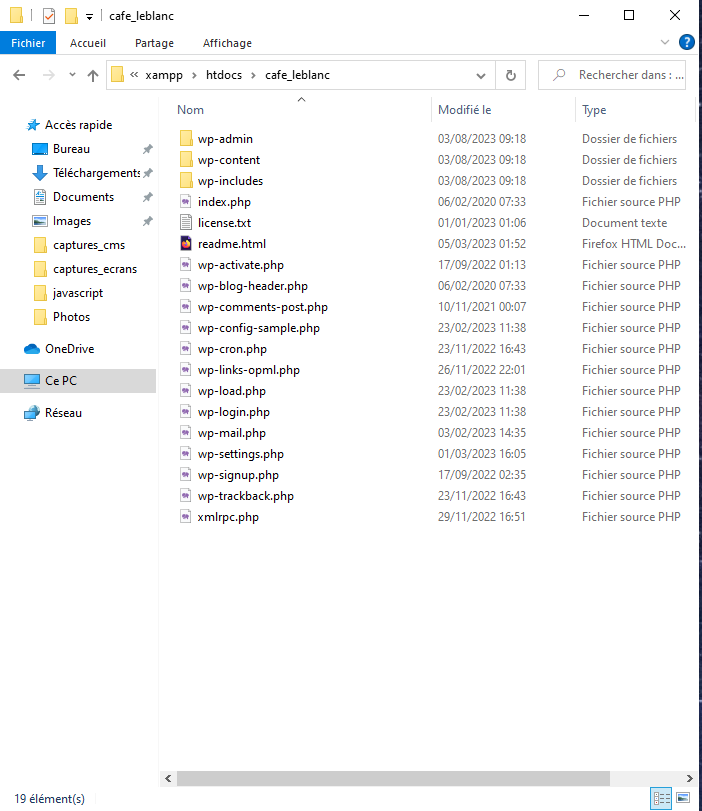 cafe_leblanc
Fichier Accueil Partage Affichage
« xampp > htdocs > cafe_leblanc Rechercher dans : ...
Accès rapide
Bureau
Téléchargements
Documents
Images
captures_cms
captures_ecrans
javascript
Photos
OneDrive
Ce PC
Réseau
Nom Modifié le Type
wp-admin 03/08/2023 09:18 Dossier de fichiers
wp-content 03/08/2023 09:18 Dossier de fichiers
wp-includes 03/08/2023 09:18 Dossier de fichiers
index.php 06/02/2020 07:33 Fichier source PHP
license.txt 01/01/2023 01:06 Document texte
readme.html 05/03/2023 01:52 Firefox HTML Doc...
wp-activate.php 17/09/2022 01:13 Fichier source PHP
wp-blog-header.php 06/02/2020 07:33 Fichier source PHP
wp-comments-post.php 10/11/2021 00:07 Fichier source PHP
wp-config-sample.php 23/02/2023 11:38 Fichier source PHP
wp-cron.php 23/11/2022 16:43 Fichier source PHP
wp-links-opml.php 26/11/2022 22:01 Fichier source PHP
wp-load.php 23/02/2023 11:38 Fichier source PHP
wp-login.php 23/02/2023 11:38 Fichier source PHP
wp-mail.php 03/02/2023 14:35 Fichier source PHP
wp-settings.php 01/03/2023 16:05 Fichier source PHP
wp-signup.php 17/09/2022 02:35 Fichier source PHP
wp-trackback.php 23/11/2022 16:43 Fichier source PHP
xmlrpc.php 29/11/2022 16:51 Fichier source PHP
19 élément(s)